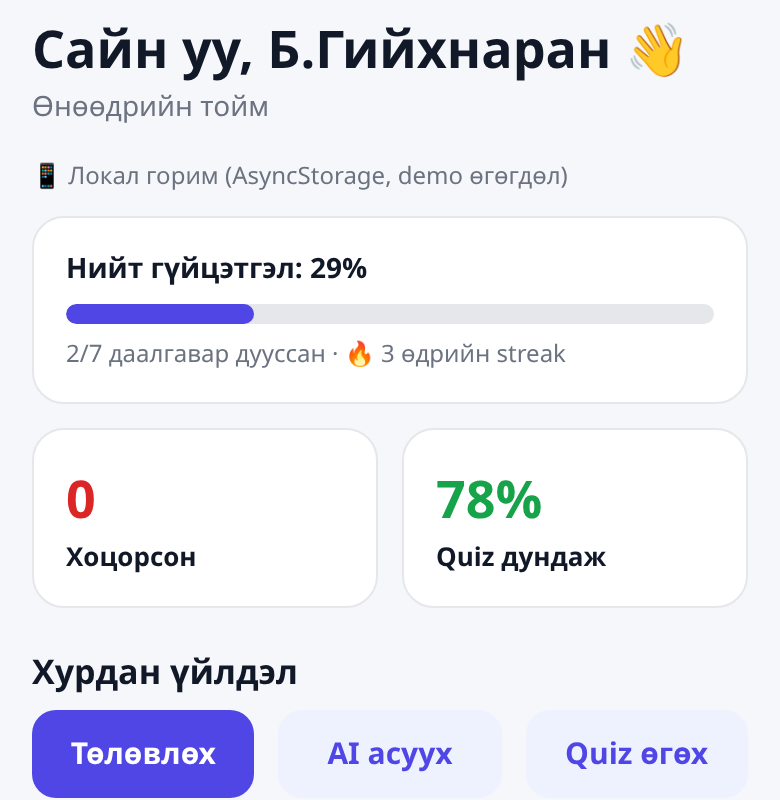 Сайн уу, Б.Гийхнаран 👋
Өнөөдрийн тойм
📱 Локал горим (AsyncStorage, demo өгөгдөл)
Нийт гүйцэтгэл: 29%
2/7 даалгавар дууссан · 🔥 3 өдрийн streak
0
Хоцорсон
78%
Quiz дундаж
Хурдан үйлдэл
Төлөвлөх
AI асуух
Quiz өгөх